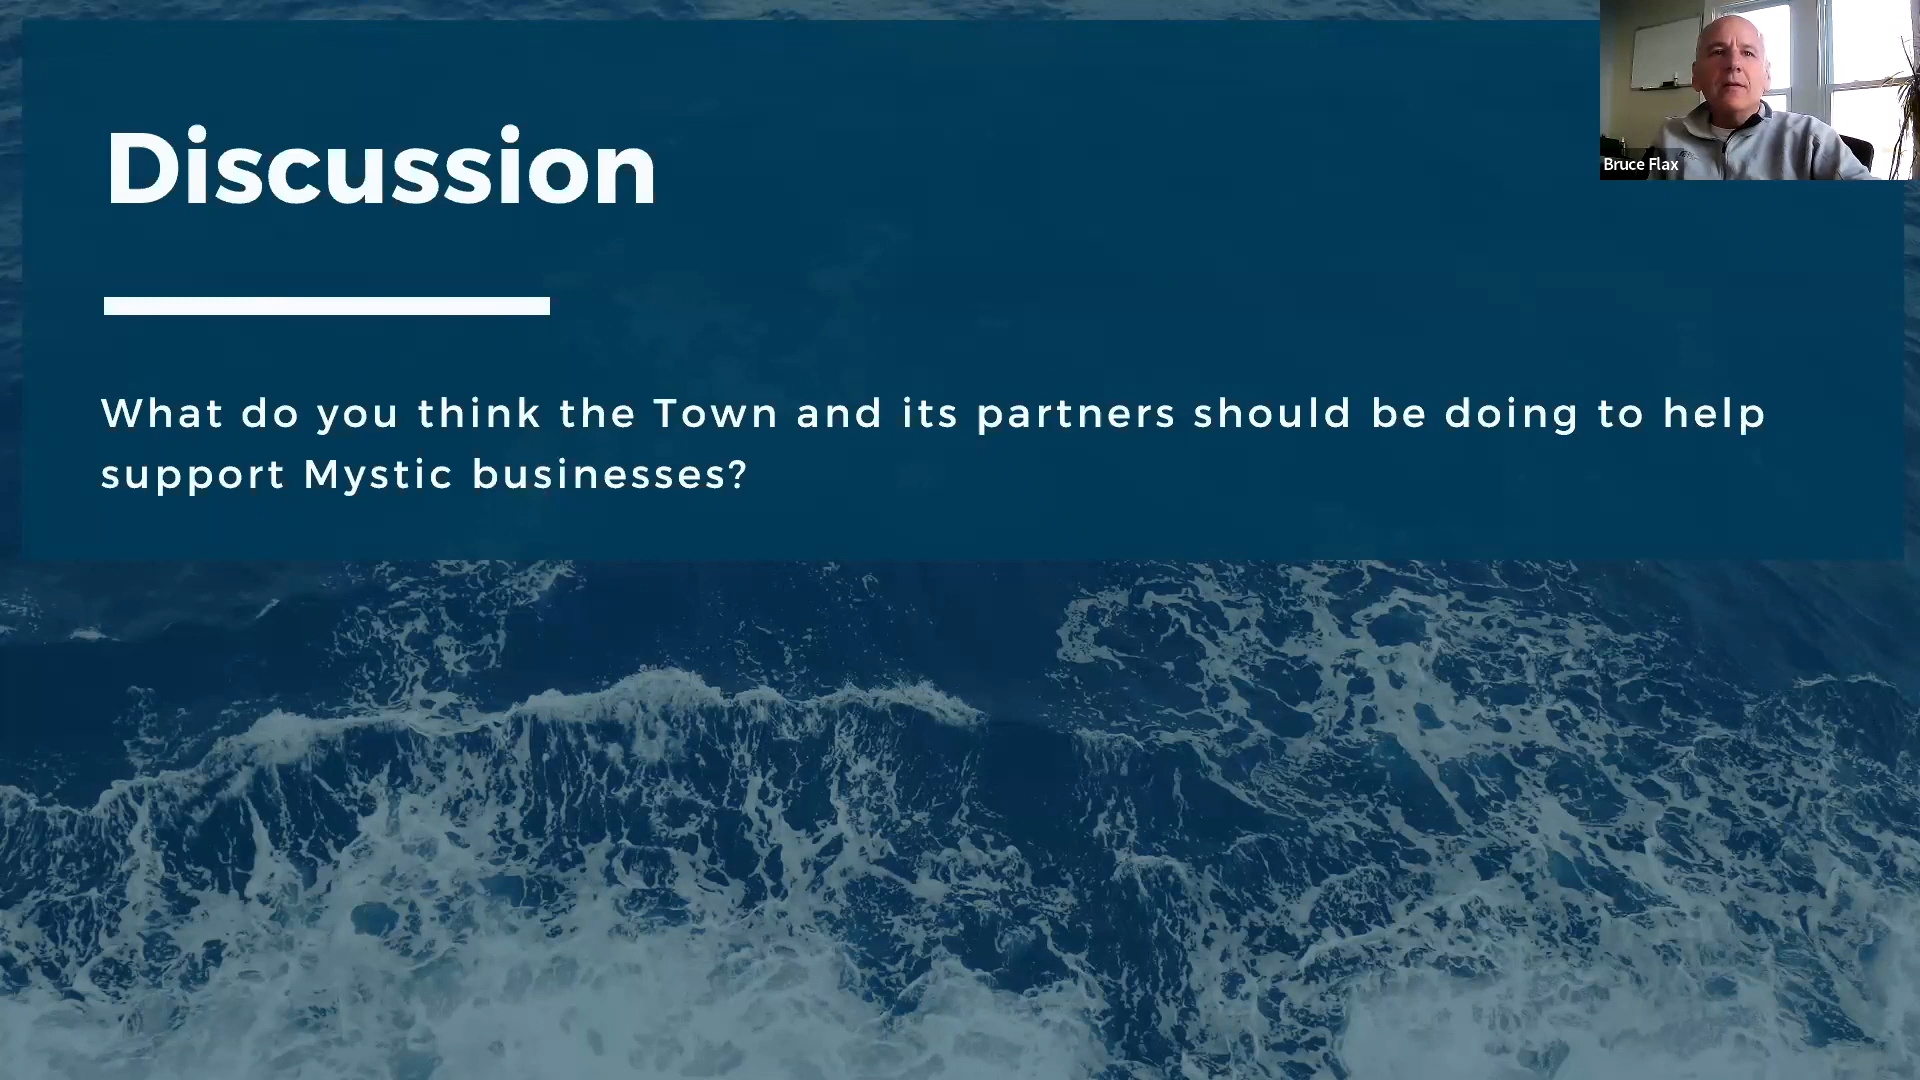 Discussion
What do you think the Town and its partners should be doing to help
support Mystic businesses?
Bruce Flax